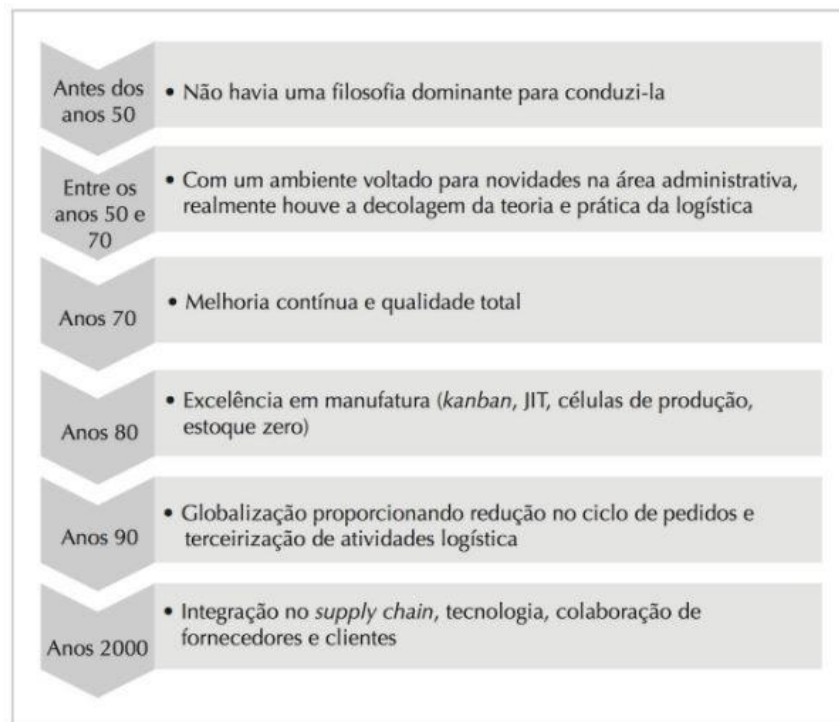 Antes dos
anos 50
• Não havia uma filosofia dominante para conduzi-la
Entre os
anos 50 e
70
• Com um ambiente voltado para novidades na área administrativa,
realmente houve a decolagem da teoria e prática da logística
Anos 70
• Melhoria contínua e qualidade total
Anos 80
• Excelência em manufatura (kanban, JIT, células de produção,
estoque zero)
Anos 90
• Globalização proporcionando redução no ciclo de pedidos e
terceirização de atividades logística
Anos 2000
• Integração no supply chain, tecnologia, colaboração de
fornecedores e clientes